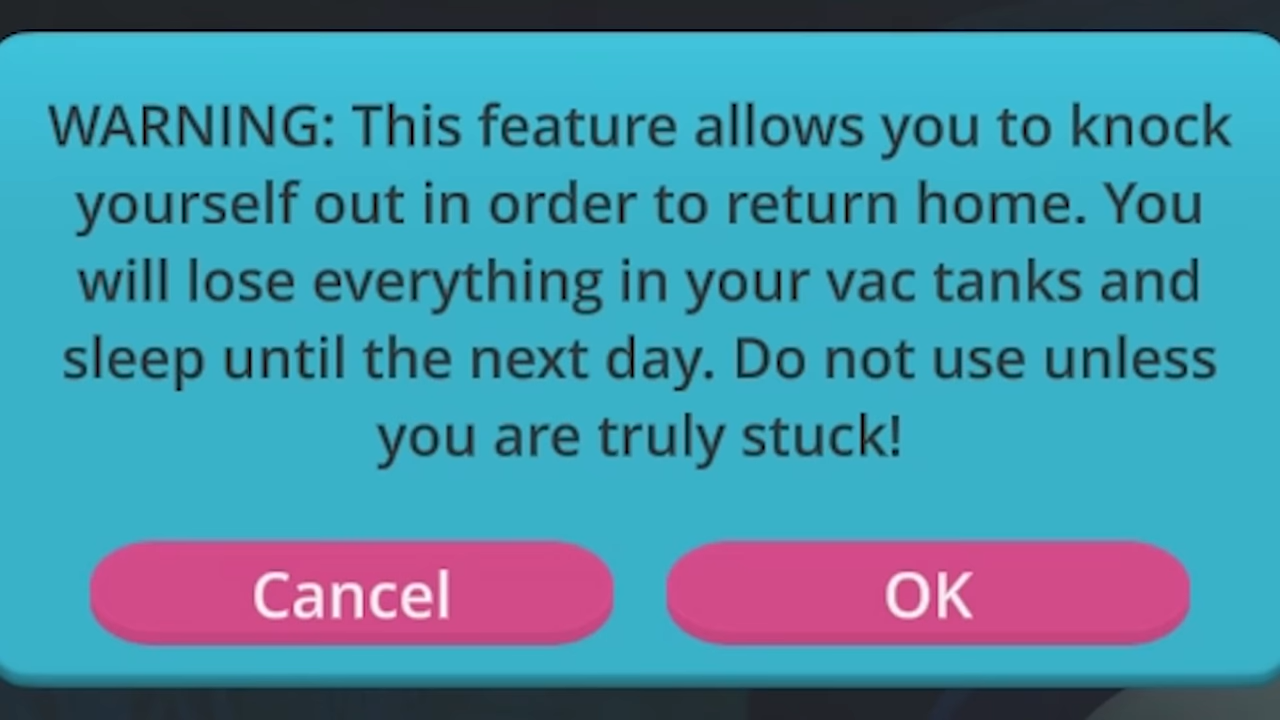 WARNING: This feature allows you to knock
yourself out in order to return home. You
will lose everything in your vac tanks and
sleep until the next day. Do not use unless
you are truly stuck!
Cancel
OK